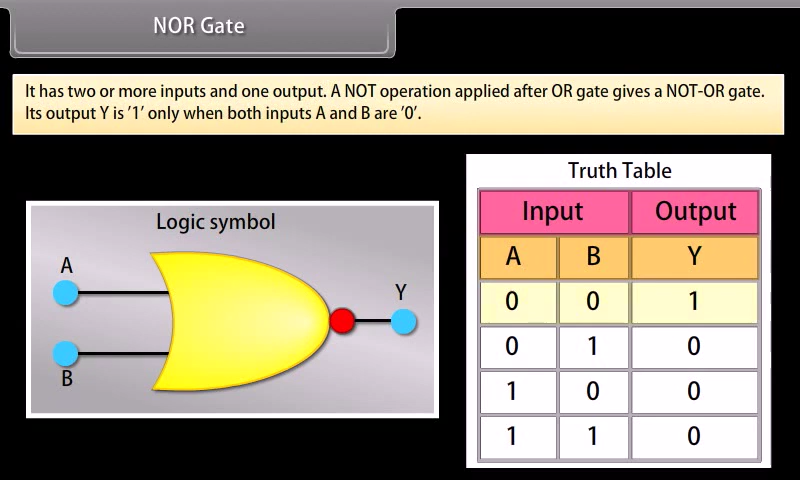 NOR Gate
It has two or more inputs and one output. A NOT operation applied after OR gate gives a NOT-OR gate.
Its output Y is '1' only when both inputs A and B are '0'.
Logic symbol
A
B
Y
Truth Table
Input Output
A B Y
0 0 1
0 1 0
1 0 0
1 1 0